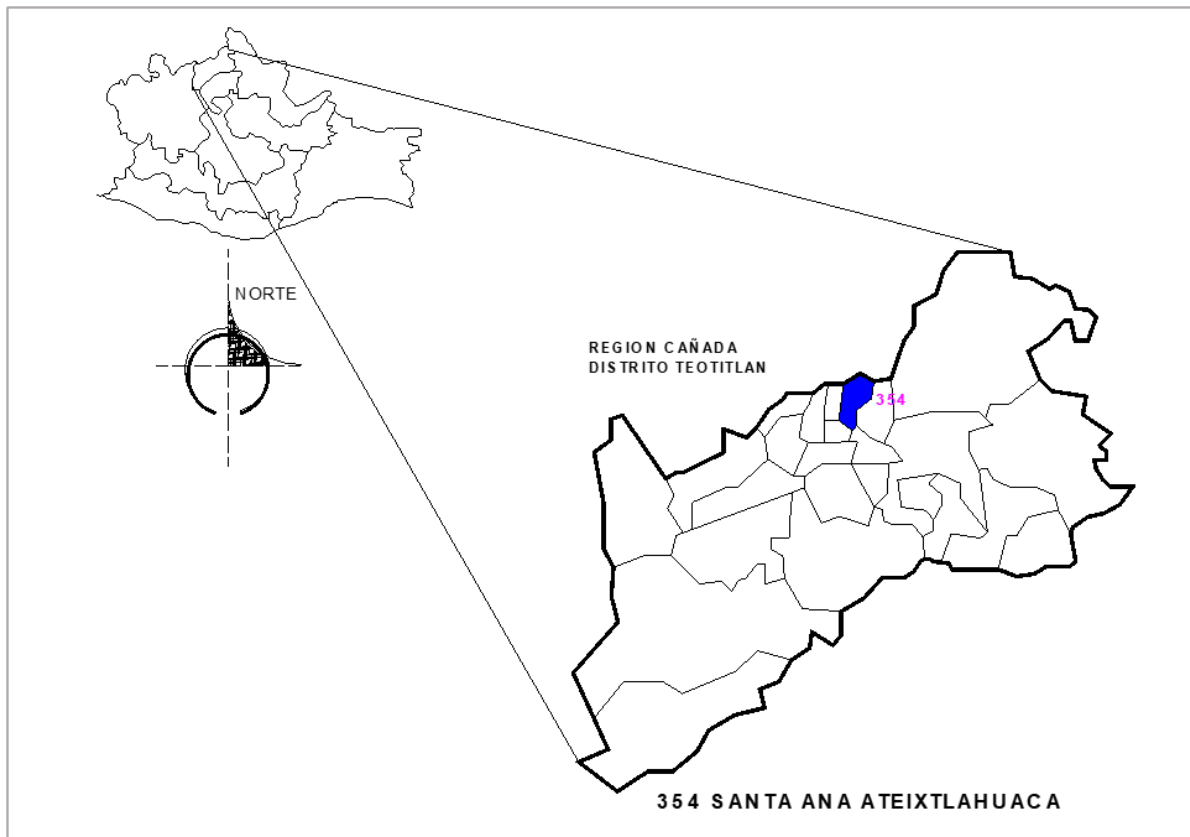 NORTE
REGION CAÑADA
DISTRITO TEOTITLAN
354
354 SANTA ANA ATEIXTLAHUACA